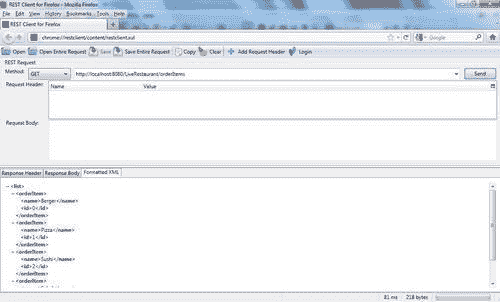 REST Client for Firefox - Mozilla Firefox
File Edit View History Bookmarks Tools Help
REST Client for Firefox
chrome://restclient/content/restclient.xul
Google
Open Open Entire Request Save Save Entire Request Copy Clear Add Request Header Login
REST Request
Method: GET http://localhost:8080/LiveRestaurant/orderItems Send
Request Header: Name Value
Request Body:
Response Header Response Body Formatted XML
− <list>
− <orderItem>
<name>Berger</name>
<id>0</id>
</orderItem>
− <orderItem>
<name>Pizza</name>
<id>1</id>
</orderItem>
− <orderItem>
<name>Sushi</name>
<id>2</id>
</orderItem>
− <orderItem>
81 ms 218 bytes